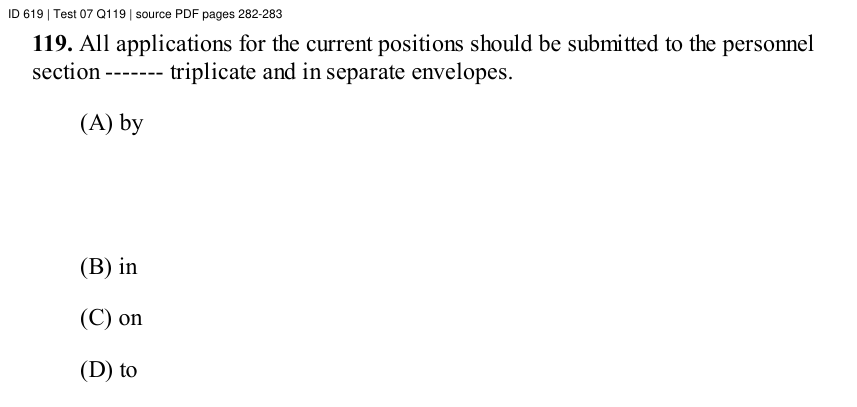 ID 619 | Test 07 Q119 | source PDF pages 282-283
119. All applications for the current positions should be submitted to the personnel
section ------- triplicate and in separate envelopes.
(A) by
(B) in
(C) on
(D) to